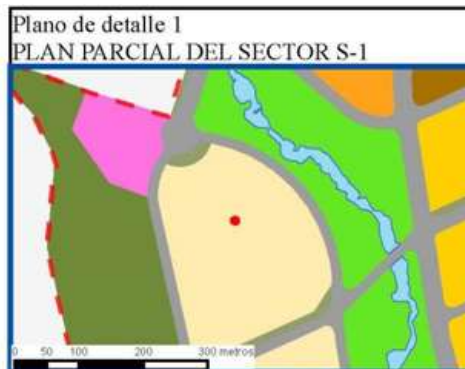 Plano de detalle 1
PLAN PARCIAL DEL SECTOR S-1
0 50 100 200 300 metros